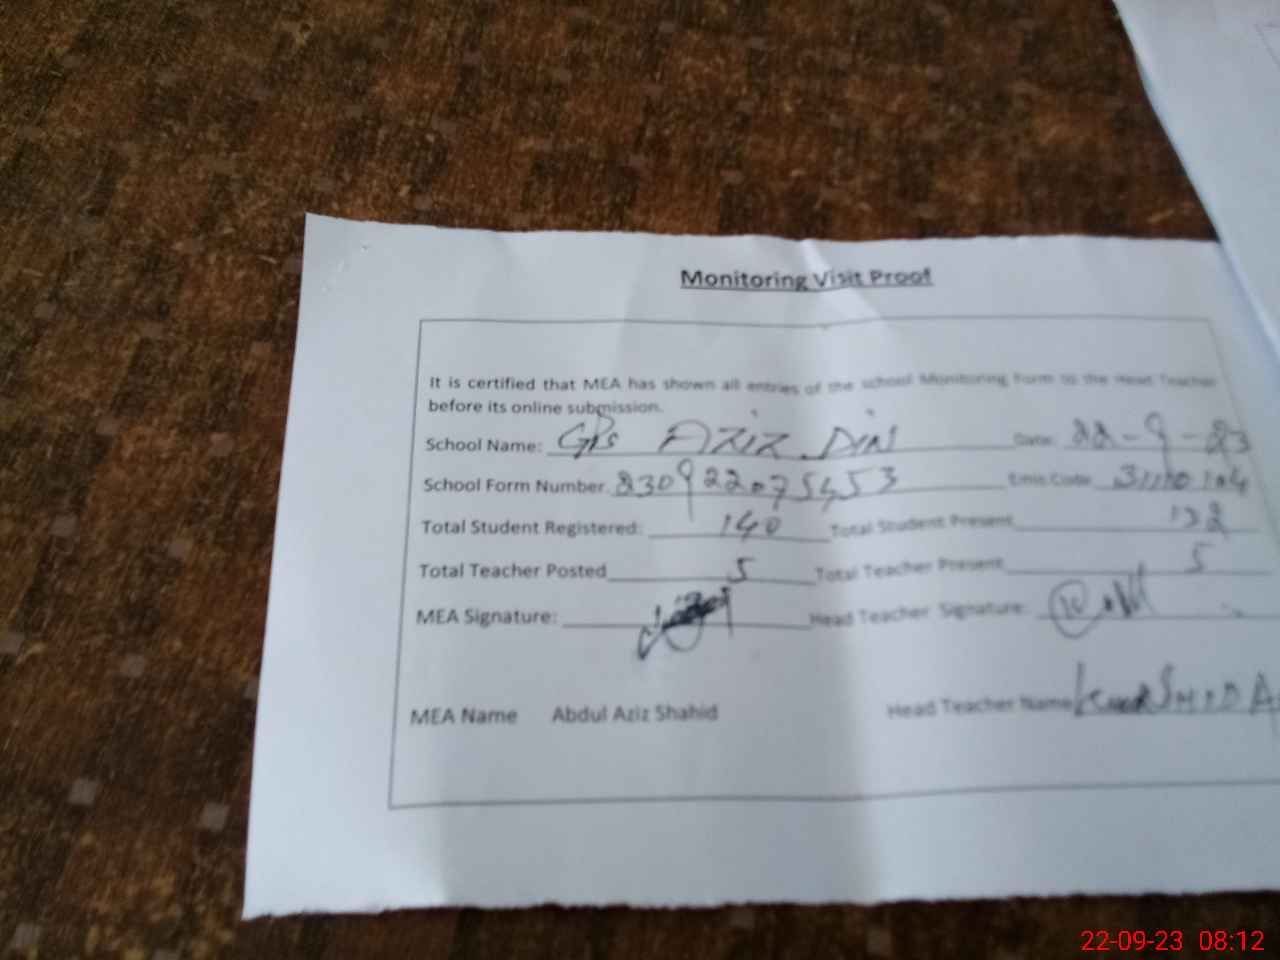 Monitoring Visit Proof
It is certified that MEA has shown all entries of the school Monitoring Form to the Head Teacher
before its online submission.
School Name: GPS AZIZ DIN Date: 22-9-23
School Form Number. 230922075453 Emis Code 31110104
Total Student Registered: 140 Total Student Present 132
Total Teacher Posted 5 Total Teacher Present 5
MEA Signature: Head Teacher Signature:
MEA Name Abdul Aziz Shahid Head Teacher Name
22-09-23 08:12